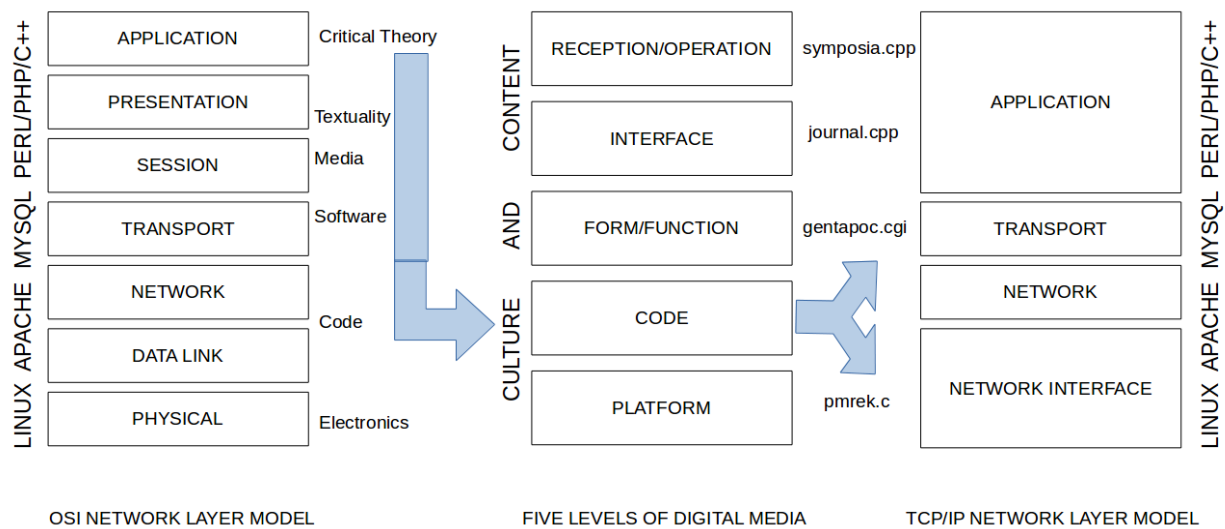 LINUX APACHE MYSQL PERL/PHP/C++
APPLICATION
PRESENTATION
SESSION
TRANSPORT
NETWORK
DATA LINK
PHYSICAL
Critical Theory
Textuality
Media
Software
Code
Electronics
OSI NETWORK LAYER MODEL
CULTURE AND CONTENT
RECEPTION/OPERATION
INTERFACE
FORM/FUNCTION
CODE
PLATFORM
symposia.cpp
journal.cpp
gentapoc.cgi
pmrek.c
FIVE LEVELS OF DIGITAL MEDIA
APPLICATION
TRANSPORT
NETWORK
NETWORK INTERFACE
LINUX APACHE MYSQL PERL/PHP/C++
TCP/IP NETWORK LAYER MODEL